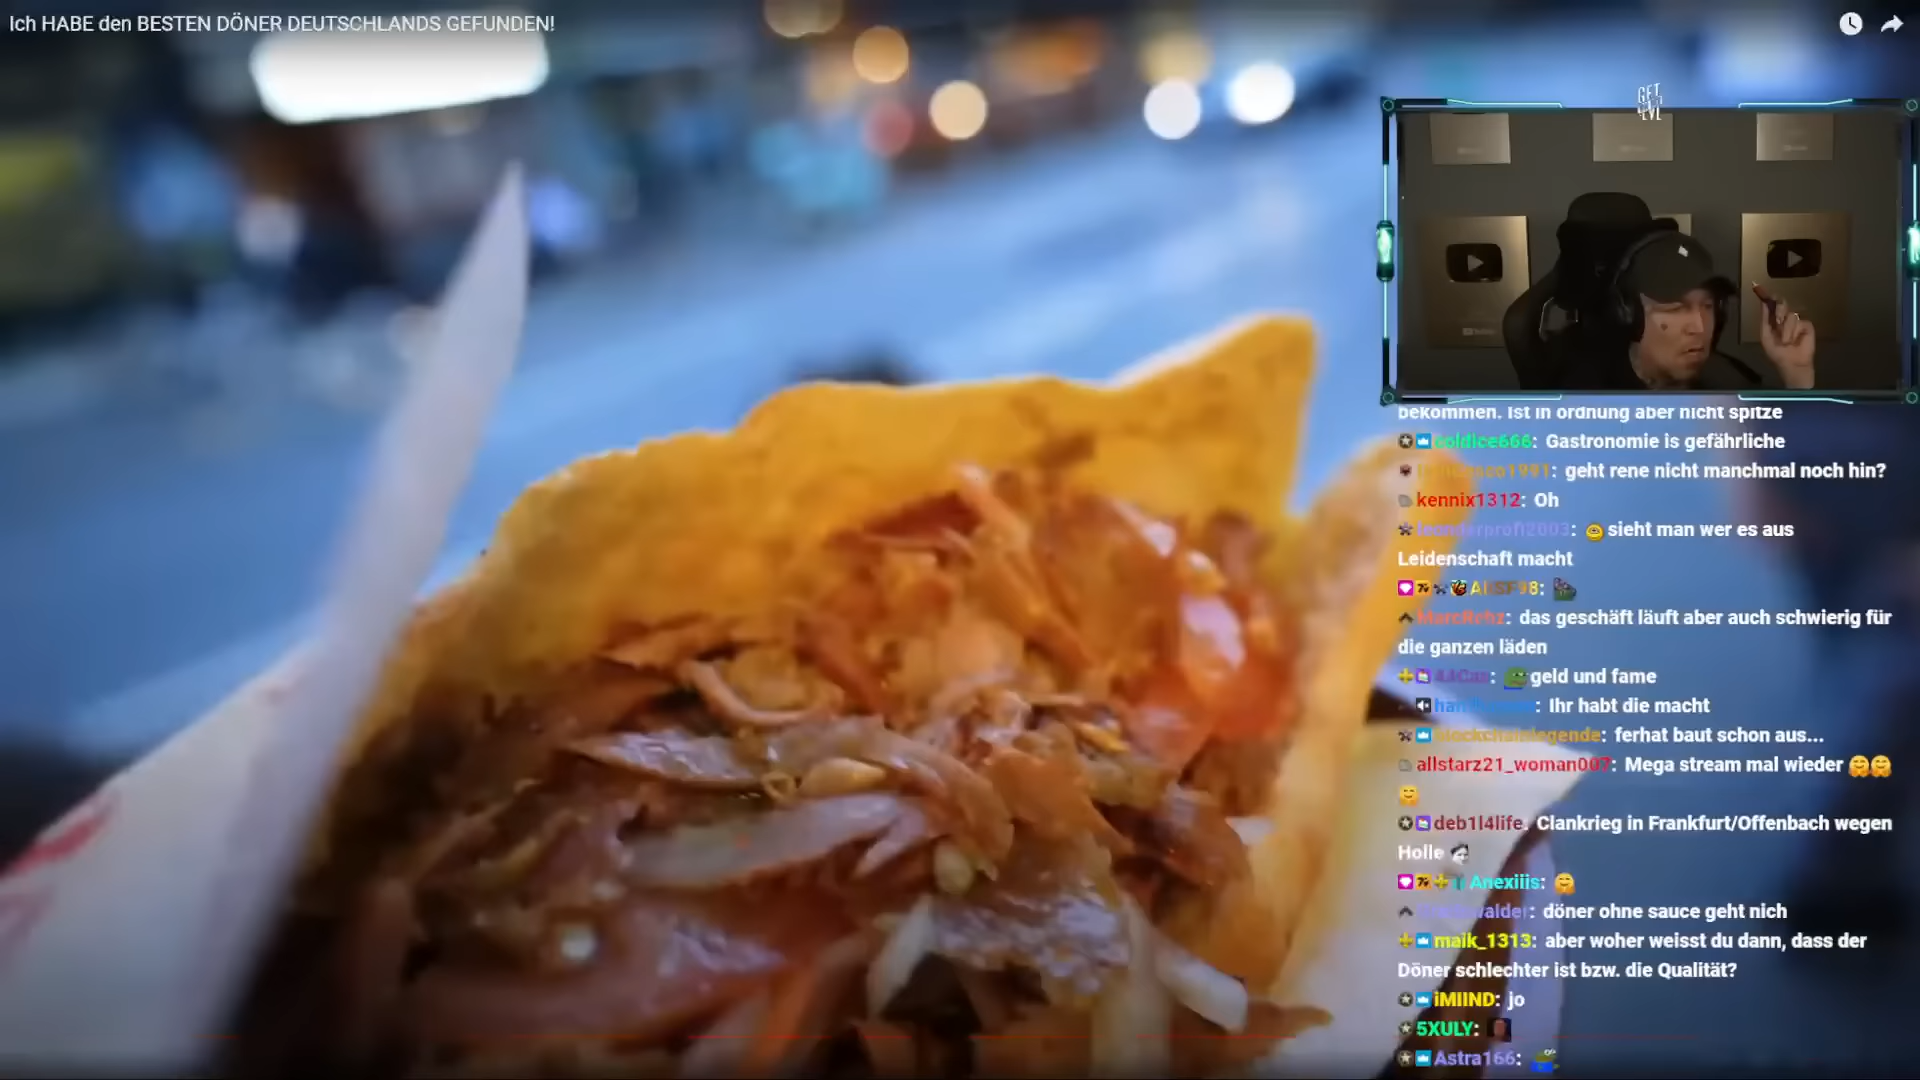 Ich HABE den BESTEN DÖNER DEUTSCHLANDS GEFUNDEN!
GET
bekommen. Ist in ordnung aber nicht spitze
coldice666: Gastronomie is gefährliche
geht rene nicht manchmal noch hin?
kennix1312: Oh
sieht man wer es aus
Leidenschaft macht
das geschäft läuft aber auch schwierig für
die ganzen läden
geld und fame
Ihr habt die macht
ferhat baut schon aus...
allstarz21_woman007: Mega stream mal wieder
deb1l4life: Clankrieg in Frankfurt/Offenbach wegen
Holle
Anexiiis:
döner ohne sauce geht nich
maik_1313: aber woher weisst du dann, dass der
Döner schlechter ist bzw. die Qualität?
iMIIND: jo
5XULY:
Astra166: